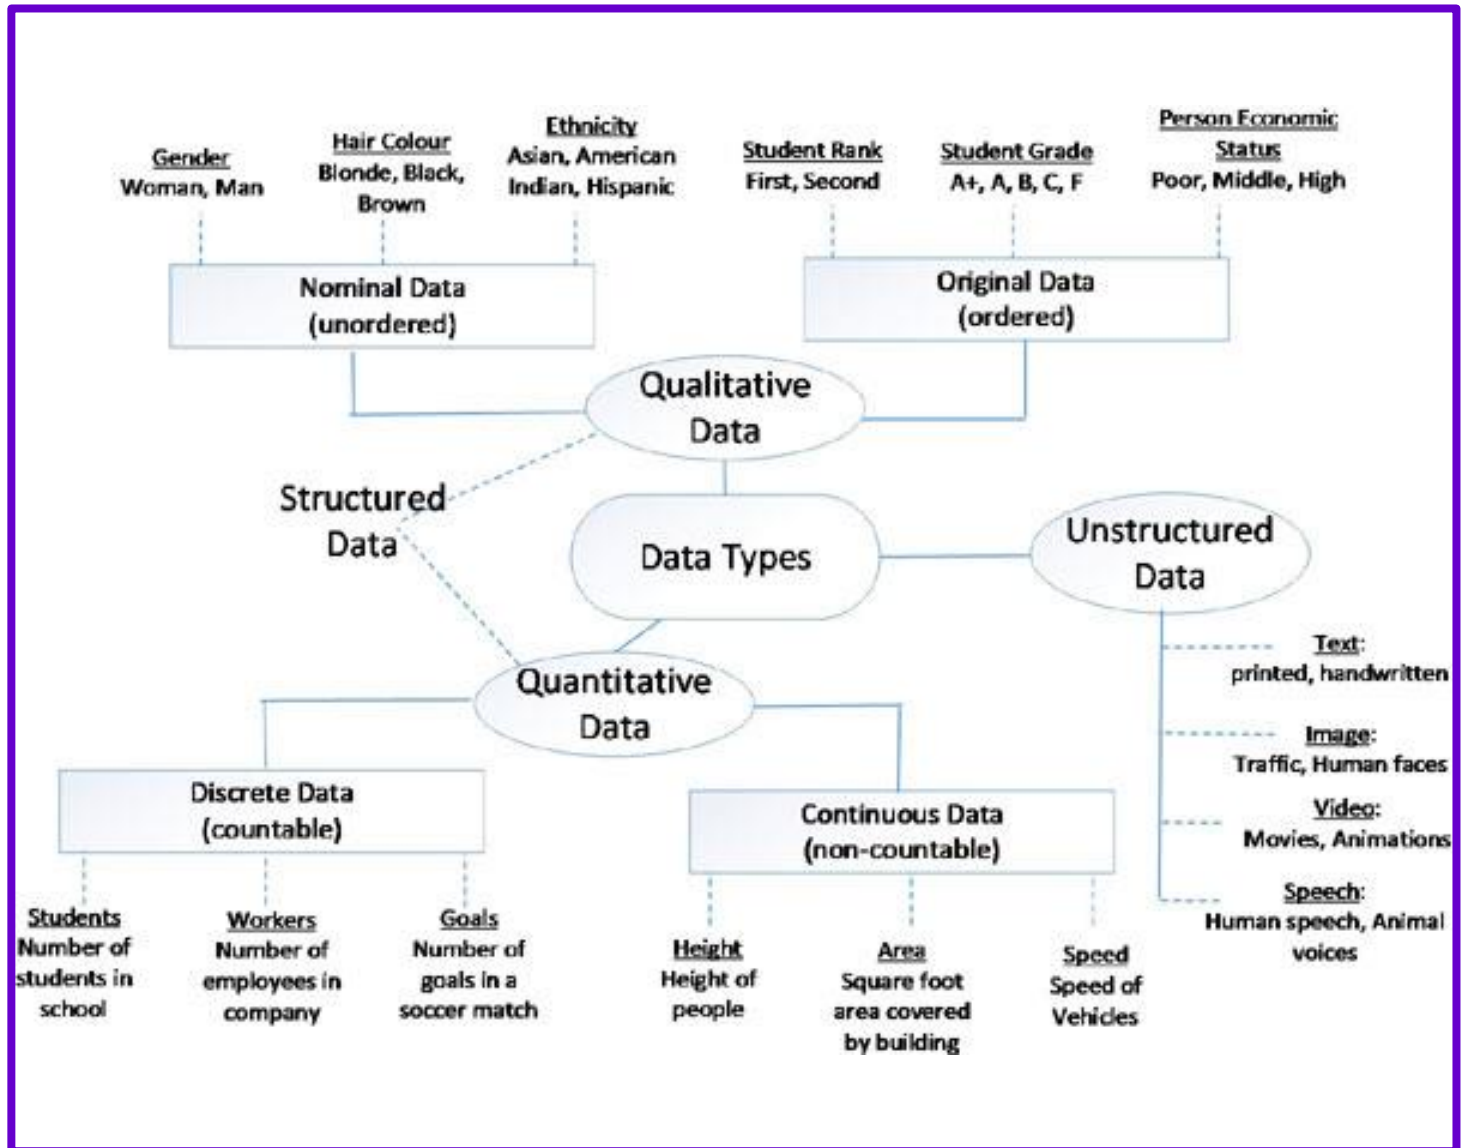 Gender
Woman, Man
Hair Colour
Blonde, Black,
Brown
Ethnicity
Asian, American
Indian, Hispanic
Student Rank
First, Second
Student Grade
A+, A, B, C, F
Person Economic
Status
Poor, Middle, High
Nominal Data
(unordered)
Original Data
(ordered)
Qualitative
Data
Structured
Data
Data Types
Unstructured
Data
Text:
printed, handwritten
Image:
Traffic, Human faces
Video:
Movies, Animations
Speech:
Human speech, Animal
voices
Quantitative
Data
Discrete Data
(countable)
Students
Number of
students in
school
Workers
Number of
employees in
company
Goals
Number of
goals in a
soccer match
Continuous Data
(non-countable)
Height
Height of
people
Area
Square foot
area covered
by building
Speed
Speed of
Vehicles